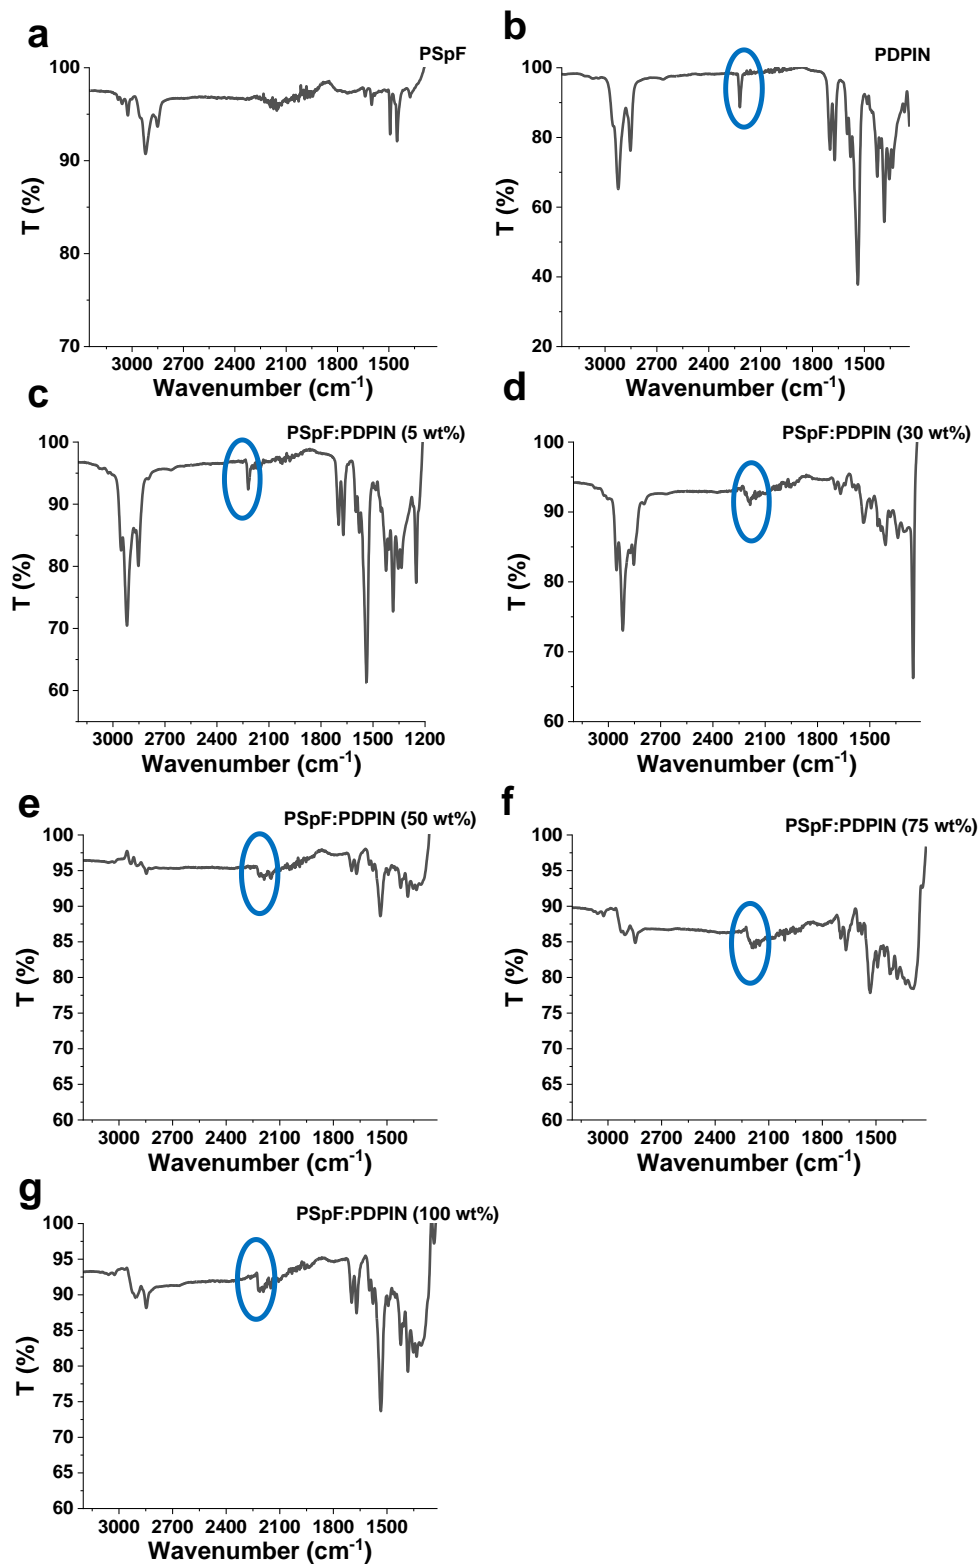 a
PSpF
100
90
80
70
T (%)
3000 2700 2400 2100 1800 1500
Wavenumber (cm-1)
b
PDPIN
100
80
60
40
20
T (%)
3000 2700 2400 2100 1800 1500
Wavenumber (cm-1)
c
PSpF:PDPIN (5 wt%)
100
90
80
70
60
T (%)
3000 2700 2400 2100 1800 1500 1200
Wavenumber (cm-1)
d
PSpF:PDPIN (30 wt%)
100
90
80
70
60
T (%)
3000 2700 2400 2100 1800 1500
Wavenumber (cm-1)
e
PSpF:PDPIN (50 wt%)
100
95
90
85
80
75
70
65
60
T (%)
3000 2700 2400 2100 1800 1500
Wavenumber (cm-1)
f
PSpF:PDPIN (75 wt%)
100
95
90
85
80
75
70
65
60
T (%)
3000 2700 2400 2100 1800 1500
Wavenumber (cm-1)
g
PSpF:PDPIN (100 wt%)
100
95
90
85
80
75
70
65
60
T (%)
3000 2700 2400 2100 1800 1500
Wavenumber (cm-1)